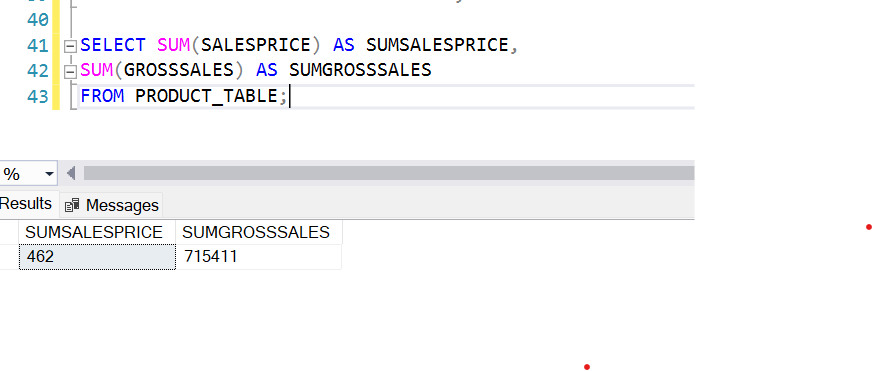 40
41 SELECT SUM(SALESPRICE) AS SUMSALESPRICE,
42 SUM(GROSSSALES) AS SUMGROSSSALES
43 FROM PRODUCT_TABLE;
%
Results Messages
SUMSALESPRICE SUMGROSSSALES
462 715411